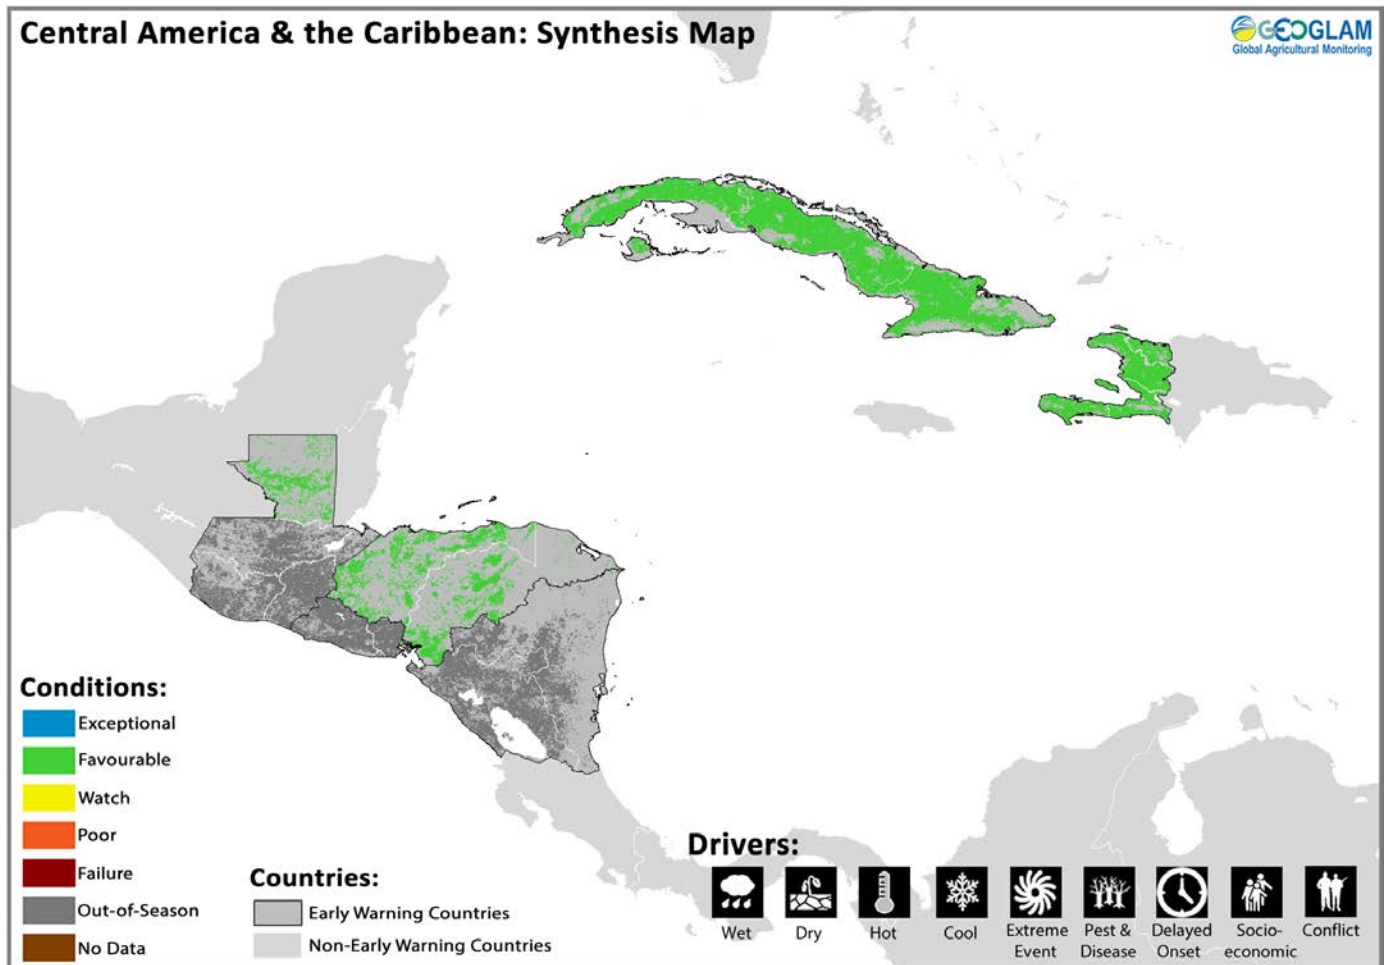 Central America & the Caribbean: Synthesis Map
GEOGLAM
Global Agricultural Monitoring
Conditions:
Exceptional
Favourable
Watch
Poor
Failure
Out-of-Season
No Data
Countries:
Early Warning Countries
Non-Early Warning Countries
Drivers:
Wet
Dry
Hot
Cool
Extreme
Event
Pest &
Disease
Delayed
Onset
Socio-
economic
Conflict